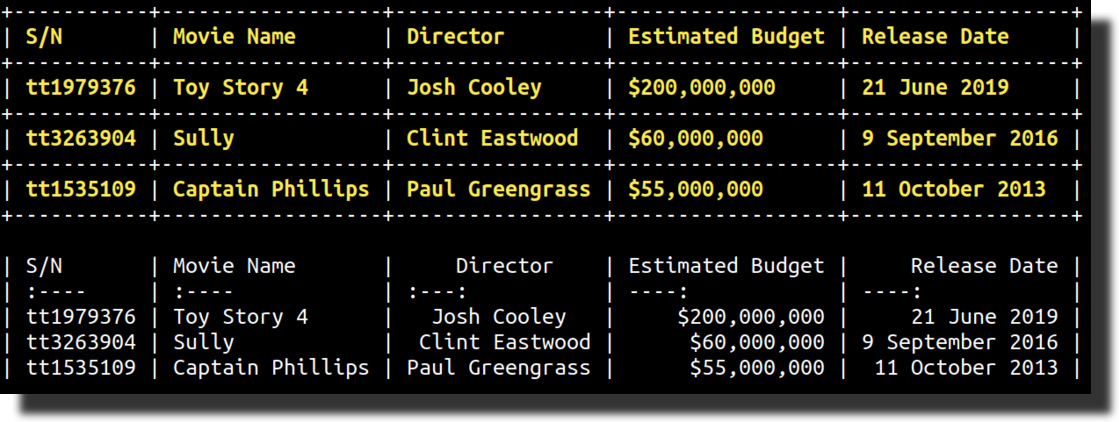 +-----------+------------------+-----------------+------------------+------------------+
| S/N       | Movie Name       | Director        | Estimated Budget | Release Date     |
+-----------+------------------+-----------------+------------------+------------------+
| tt1979376 | Toy Story 4      | Josh Cooley     | $200,000,000     | 21 June 2019     |
+-----------+------------------+-----------------+------------------+------------------+
| tt3263904 | Sully            | Clint Eastwood  | $60,000,000      | 9 September 2016 |
+-----------+------------------+-----------------+------------------+------------------+
| tt1535109 | Captain Phillips | Paul Greengrass | $55,000,000      | 11 October 2013  |
+-----------+------------------+-----------------+------------------+------------------+
| S/N       | Movie Name       |    Director     | Estimated Budget |     Release Date |
| :----     | :----            | :---:           | ----:            | ----:            |
| tt1979376 | Toy Story 4      |   Josh Cooley   |     $200,000,000 |     21 June 2019 |
| tt3263904 | Sully            |  Clint Eastwood |      $60,000,000 | 9 September 2016 |
| tt1535109 | Captain Phillips | Paul Greengrass |      $55,000,000 |  11 October 2013 |